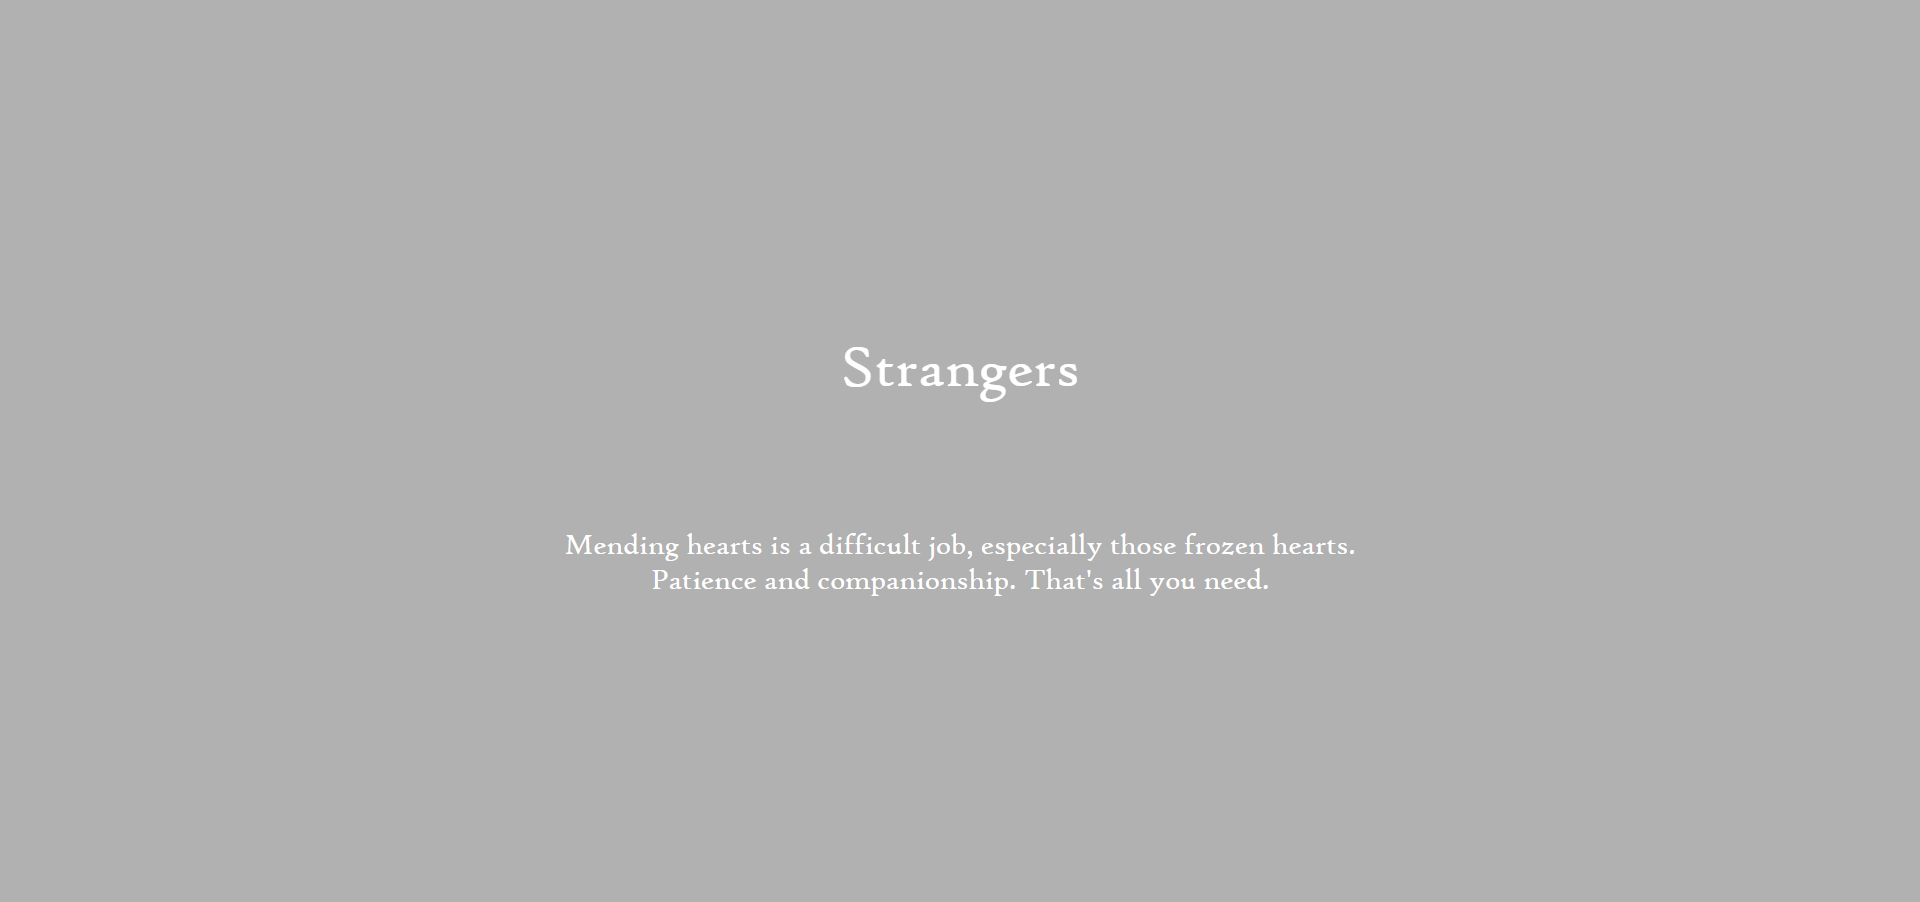 Strangers
Mending hearts is a difficult job, especially those frozen hearts.
Patience and companionship. That's all you need.